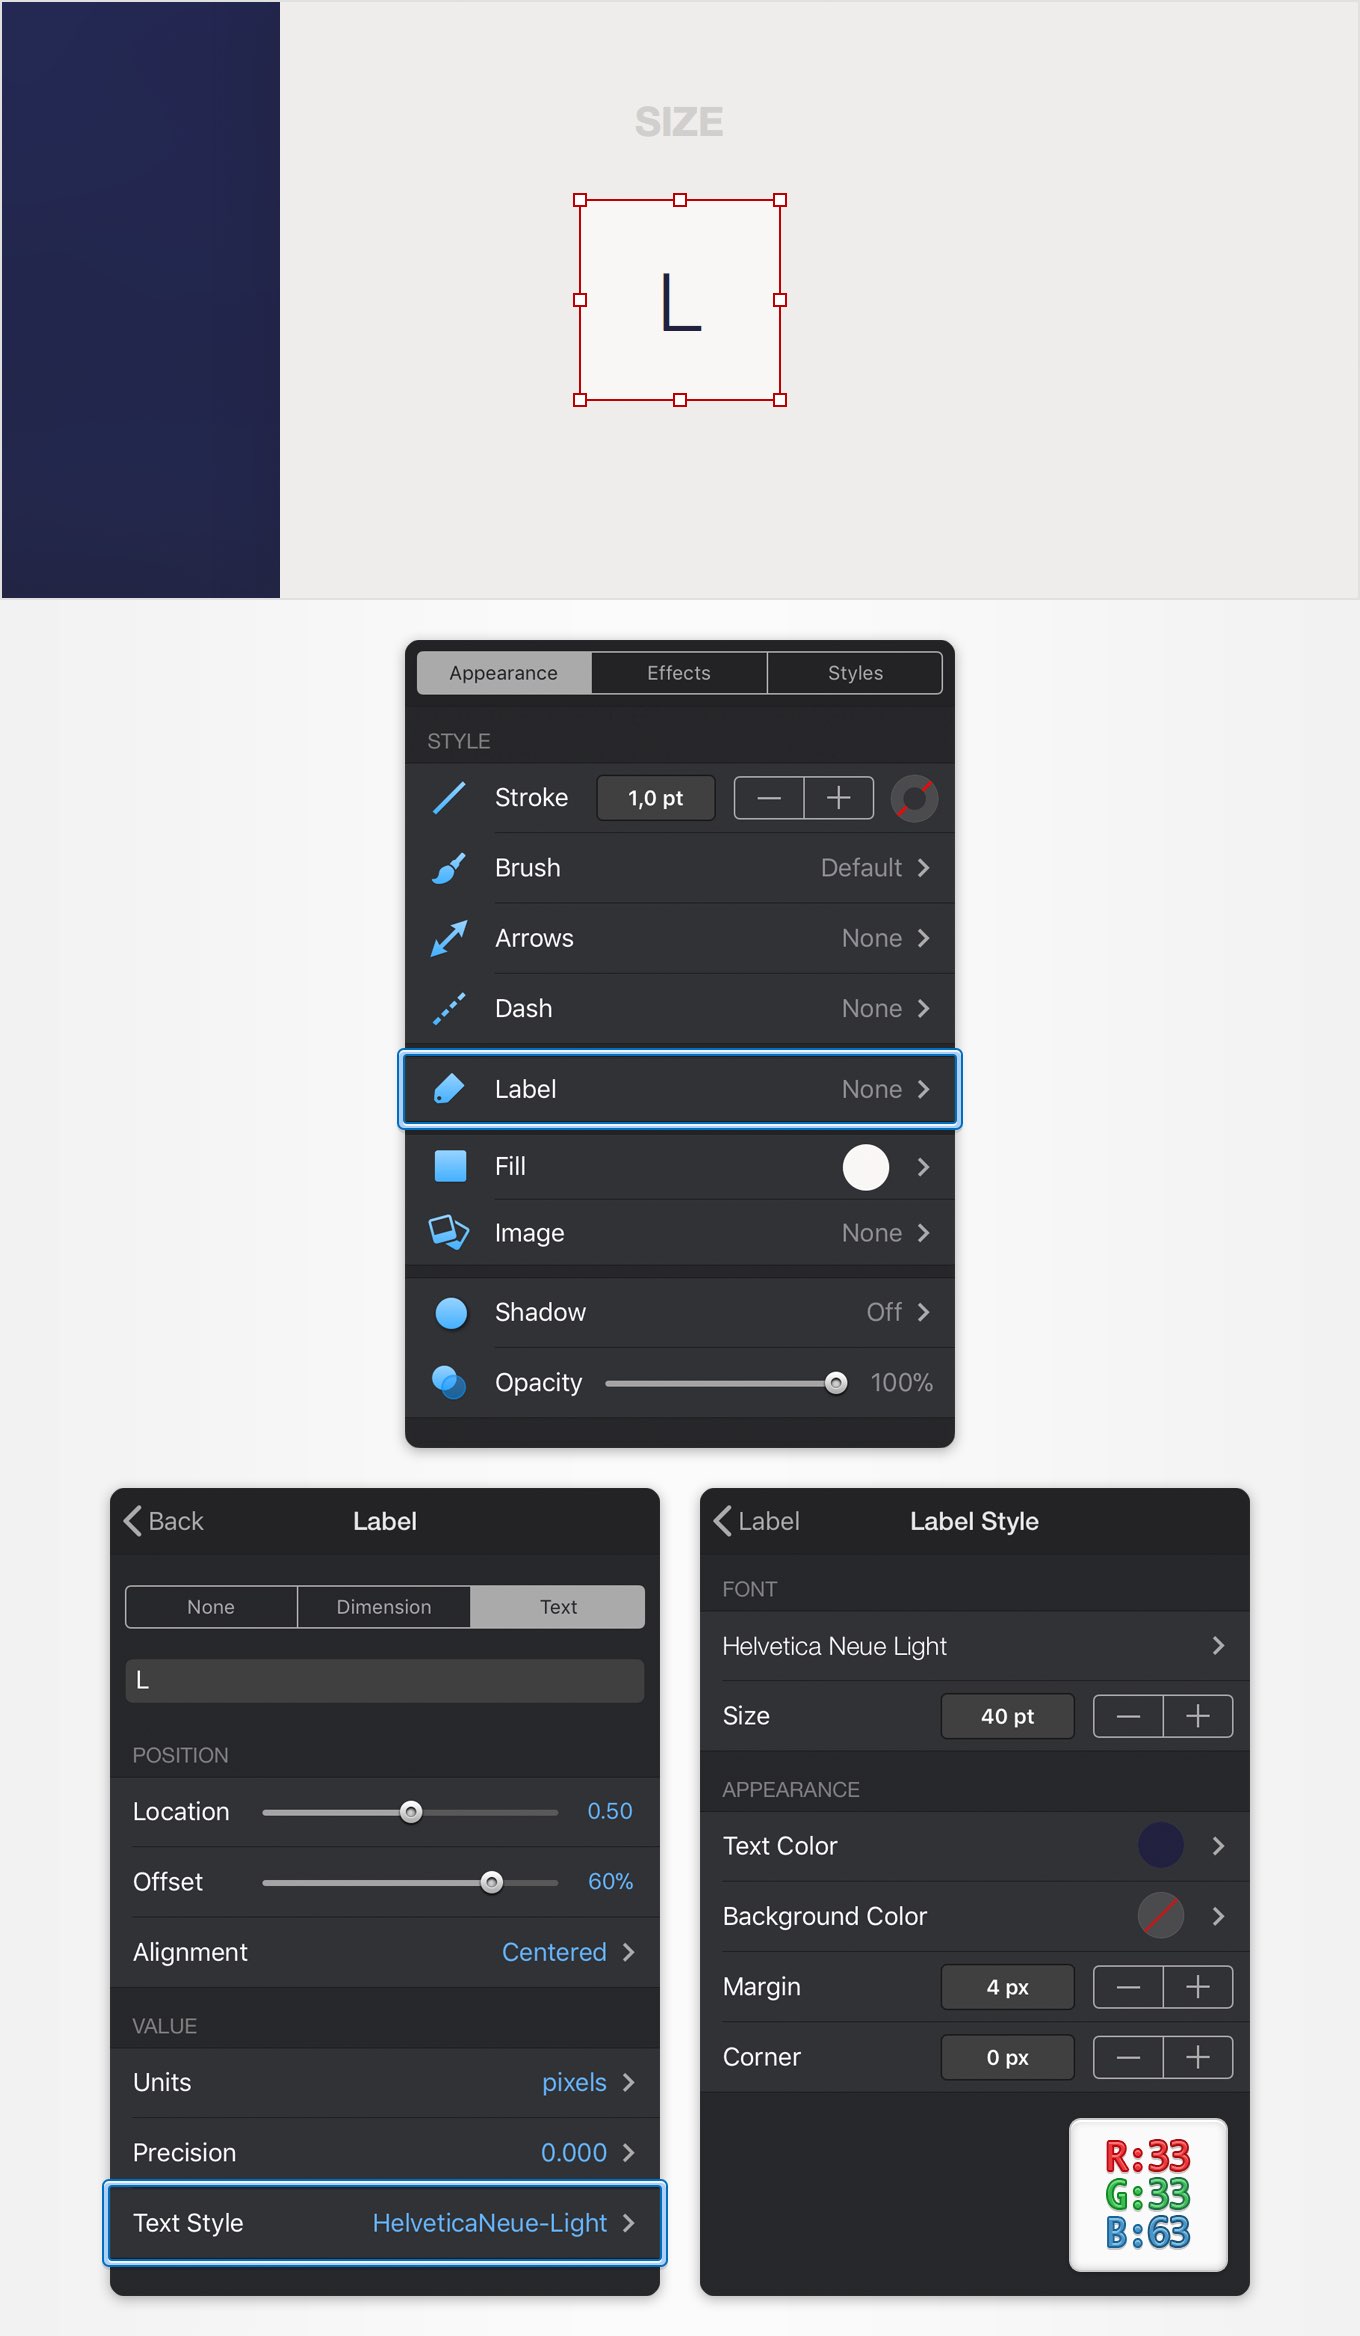 SIZE
L
Appearance Effects Styles
STYLE
Stroke 1,0 pt
Brush Default
Arrows None
Dash None
Label None
Fill
Image None
Shadow Off
Opacity 100%
Back Label
None Dimension Text
L
POSITION
Location 0.50
Offset 60%
Alignment Centered
VALUE
Units pixels
Precision 0.000
Text Style HelveticaNeue-Light
Label Label Style
FONT
Helvetica Neue Light
Size 40 pt
APPEARANCE
Text Color
Background Color
Margin 4 px
Corner 0 px
R:33
G:33
B:63